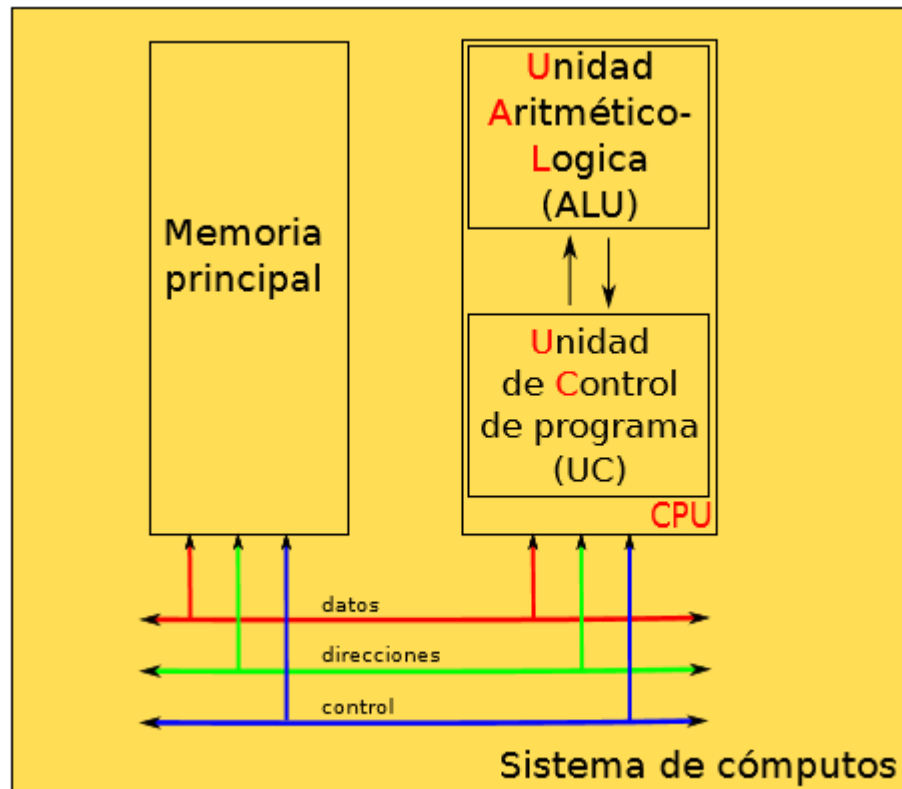 Memoria
principal
Unidad
Aritmético-
Logica
(ALU)
Unidad
de Control
de programa
(UC)
CPU
datos
direcciones
control
Sistema de cómputos